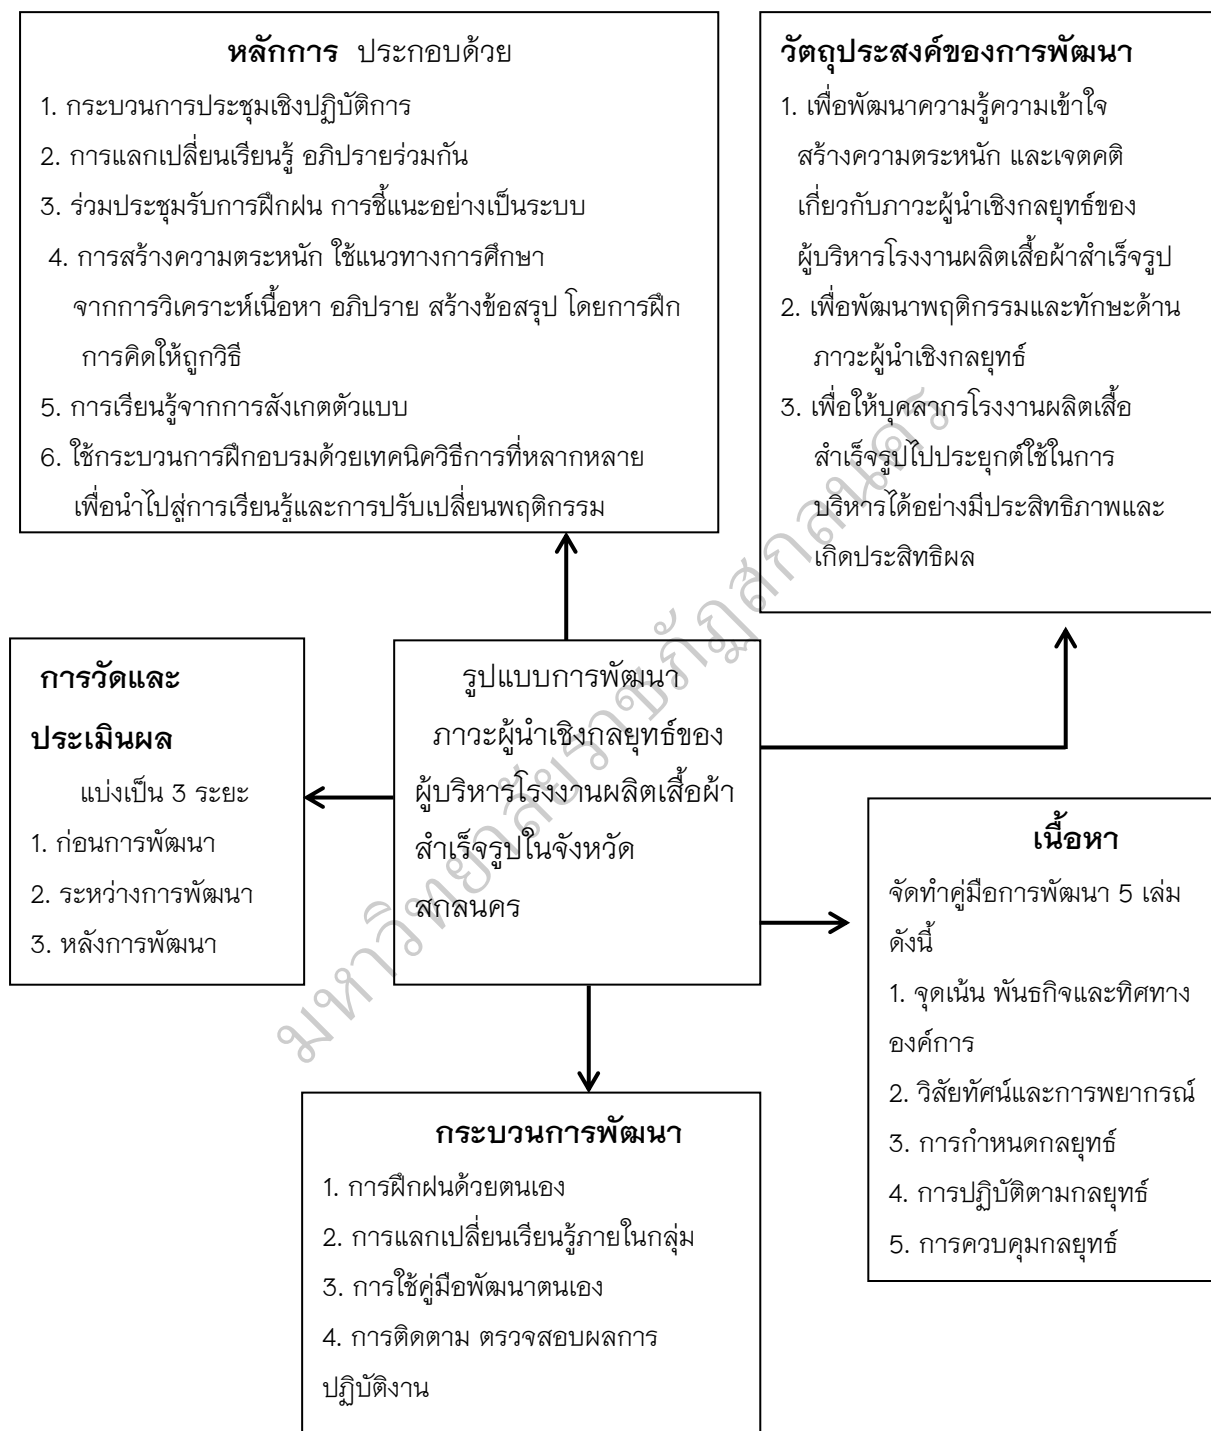 หลักการ ประกอบด้วย
1. กระบวนการประชุมเชิงปฏิบัติการ
2. การแลกเปลี่ยนเรียนรู้ อภิปรายร่วมกัน
3. ร่วมประชุมรับการฝึกฝน การชี้แนะอย่างเป็นระบบ
4. การสร้างความตระหนัก ใช้แนวทางการศึกษา
จากการวิเคราะห์เนื้อหา อภิปราย สร้างข้อสรุป โดยการฝึก
การคิดให้ถูกวิธี
5. การเรียนรู้จากการสังเกตตัวแบบ
6. ใช้กระบวนการฝึกอบรมด้วยเทคนิควิธีการที่หลากหลาย
เพื่อนำไปสู่การเรียนรู้และการปรับเปลี่ยนพฤติกรรม
วัตถุประสงค์ของการพัฒนา
1. เพื่อพัฒนาความรู้ความเข้าใจ
สร้างความตระหนัก และเจตคติ
เกี่ยวกับภาวะผู้นำเชิงกลยุทธ์ของ
ผู้บริหารโรงงานผลิตเสื้อผ้าสำเร็จรูป
2. เพื่อพัฒนาพฤติกรรมและทักษะด้าน
ภาวะผู้นำเชิงกลยุทธ์
3. เพื่อให้บุคลากรโรงงานผลิตเสื้อ
สำเร็จรูปไปประยุกต์ใช้ในการ
บริหารได้อย่างมีประสิทธิภาพและ
เกิดประสิทธิผล
การวัดและ
ประเมินผล
แบ่งเป็น 3 ระยะ
1. ก่อนการพัฒนา
2. ระหว่างการพัฒนา
3. หลังการพัฒนา
รูปแบบการพัฒนา
ภาวะผู้นำเชิงกลยุทธ์ของ
ผู้บริหารโรงงานผลิตเสื้อผ้า
สำเร็จรูปในจังหวัด
สกลนคร
เนื้อหา
จัดทำคู่มือการพัฒนา 5 เล่ม
ดังนี้
1. จุดเน้น พันธกิจและทิศทาง
องค์การ
2. วิสัยทัศน์และการพยากรณ์
3. การกำหนดกลยุทธ์
4. การปฏิบัติตามกลยุทธ์
5. การควบคุมกลยุทธ์
กระบวนการพัฒนา
1. การฝึกฝนด้วยตนเอง
2. การแลกเปลี่ยนเรียนรู้ภายในกลุ่ม
3. การใช้คู่มือพัฒนาตนเอง
4. การติดตาม ตรวจสอบผลการ
ปฏิบัติงาน
มหาวิทยาลัยราชภัฏสกลนคร